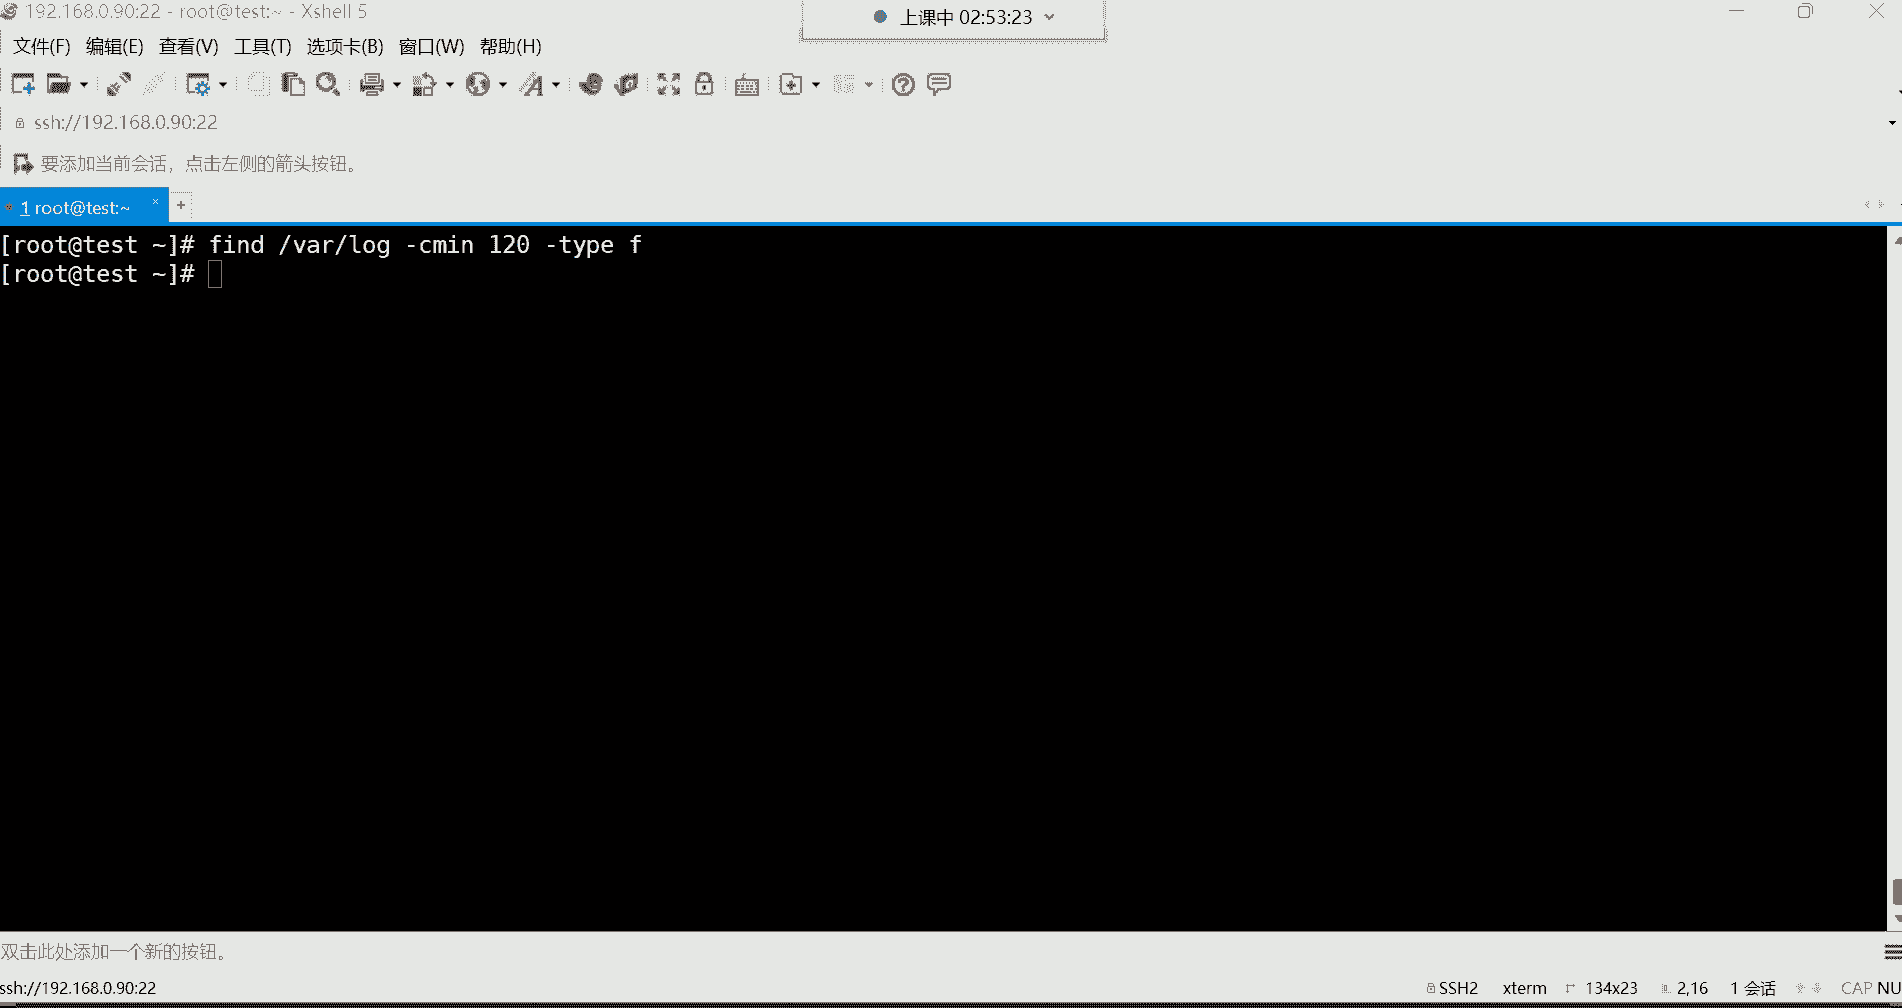 192.168.0.90:22 - root@test:~ - Xshell 5
上课中 02:53:23
文件(F) 编辑(E) 查看(V) 工具(T) 选项卡(B) 窗口(W) 帮助(H)
ssh://192.168.0.90:22
要添加当前会话，点击左侧的箭头按钮。
1 root@test:~ × +
[root@test ~]# find /var/log -cmin 120 -type f
[root@test ~]#
双击此处添加一个新的按钮。
ssh://192.168.0.90:22 SSH2 xterm 134x23 2,16 1 会话 CAP NU